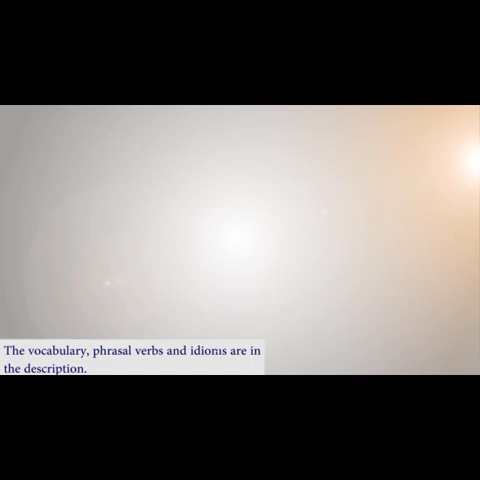 The vocabulary, phrasal verbs and idioms are in
the description.